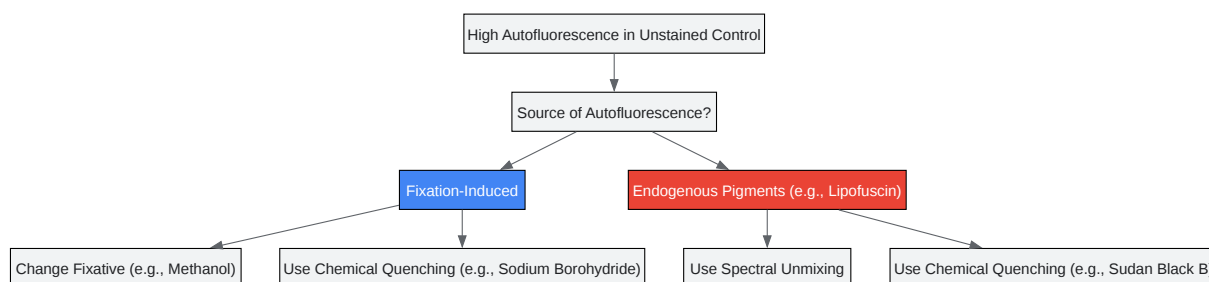 High Autofluorescence in Unstained Control
Source of Autofluorescence?
Fixation-Induced
Endogenous Pigments (e.g., Lipofuscin)
Change Fixative (e.g., Methanol)
Use Chemical Quenching (e.g., Sodium Borohydride)
Use Spectral Unmixing
Use Chemical Quenching (e.g., Sudan Black B)